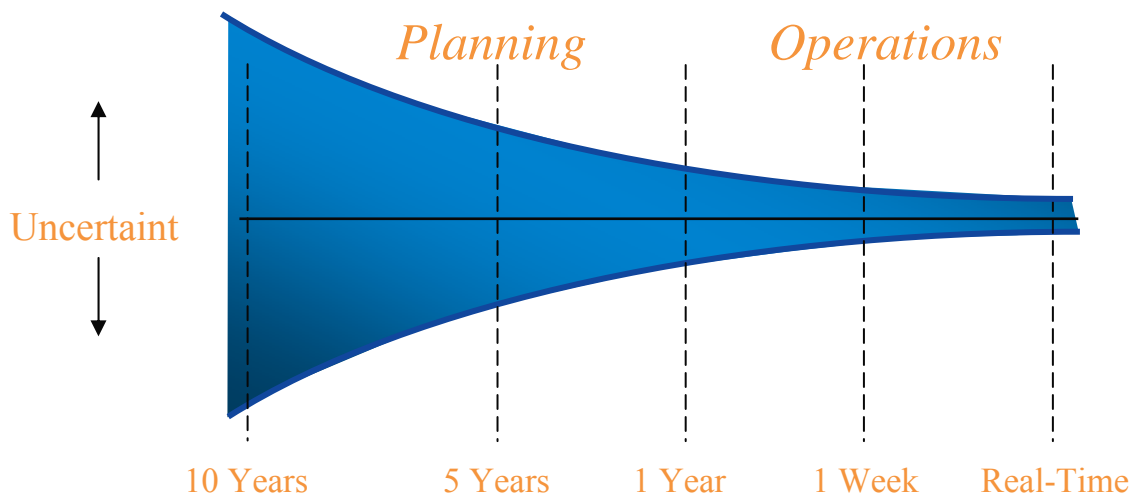 Planning
Operations
Uncertaint
10 Years
5 Years
1 Year
1 Week
Real-Time